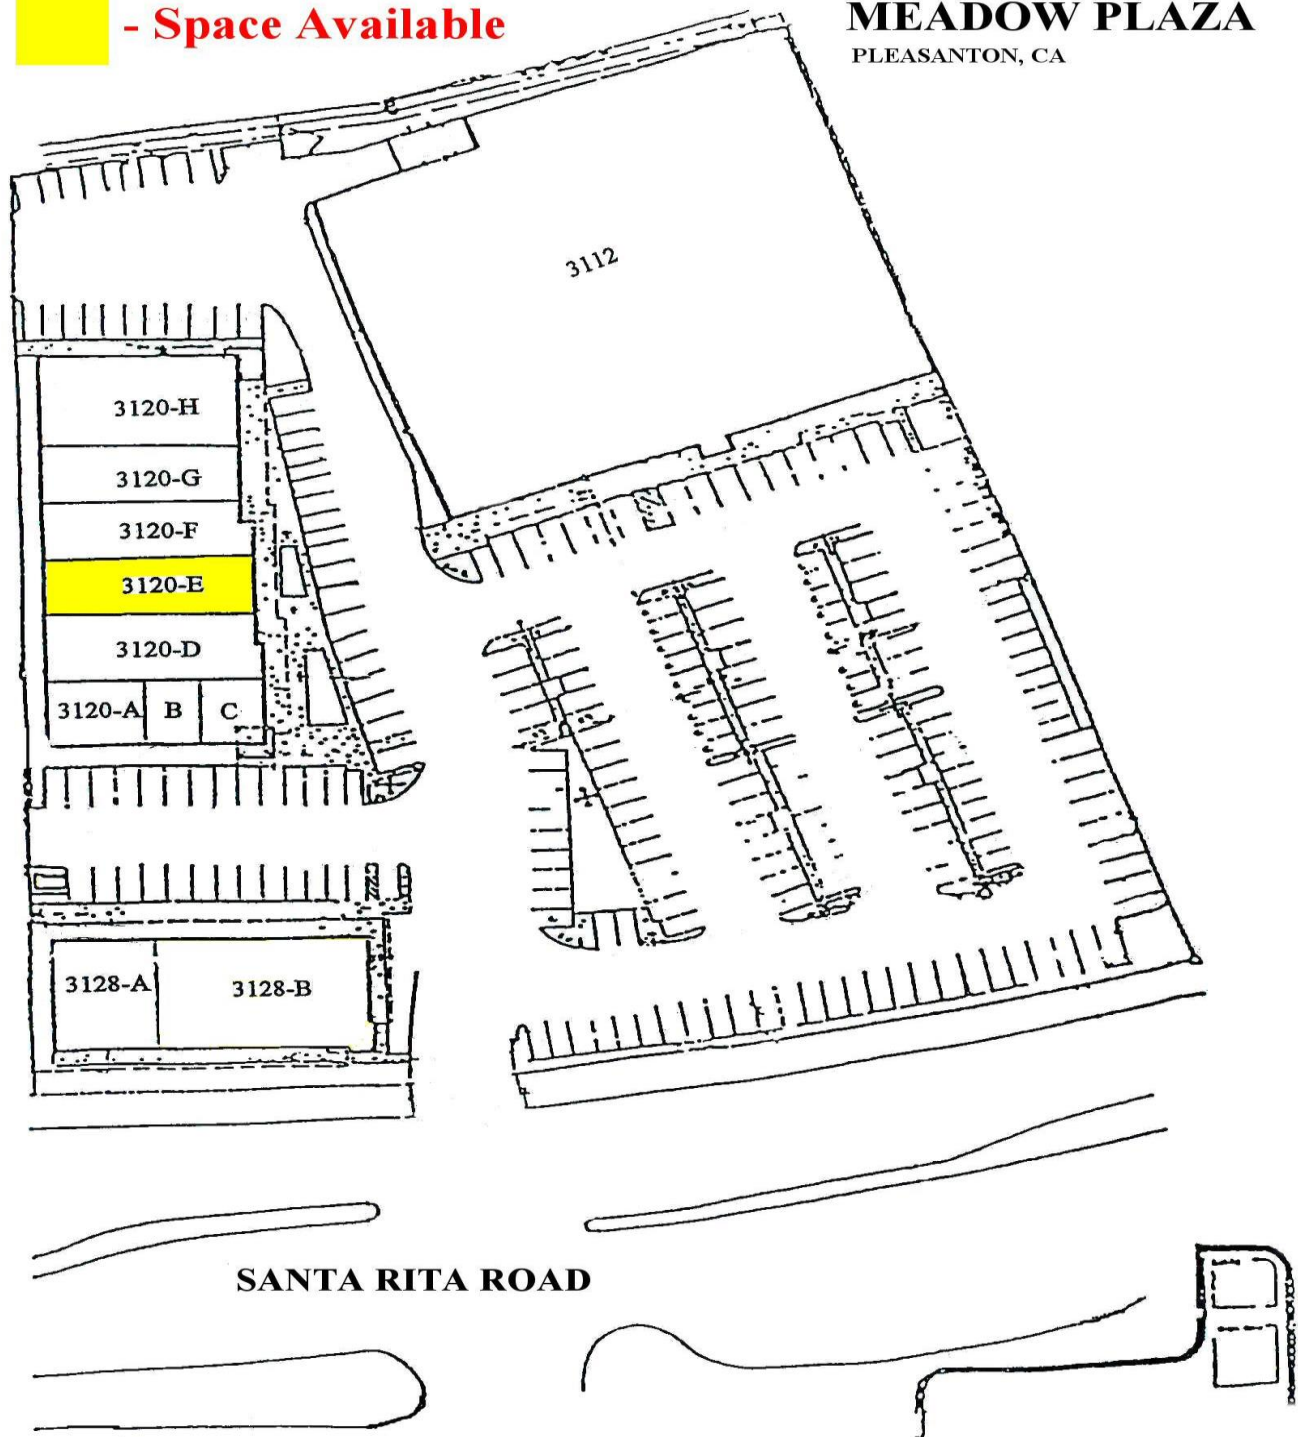 - Space Available
MEADOW PLAZA
PLEASANTON, CA
3112
3120-H
3120-G
3120-F
3120-E
3120-D
3120-A B C
3128-A 3128-B
SANTA RITA ROAD